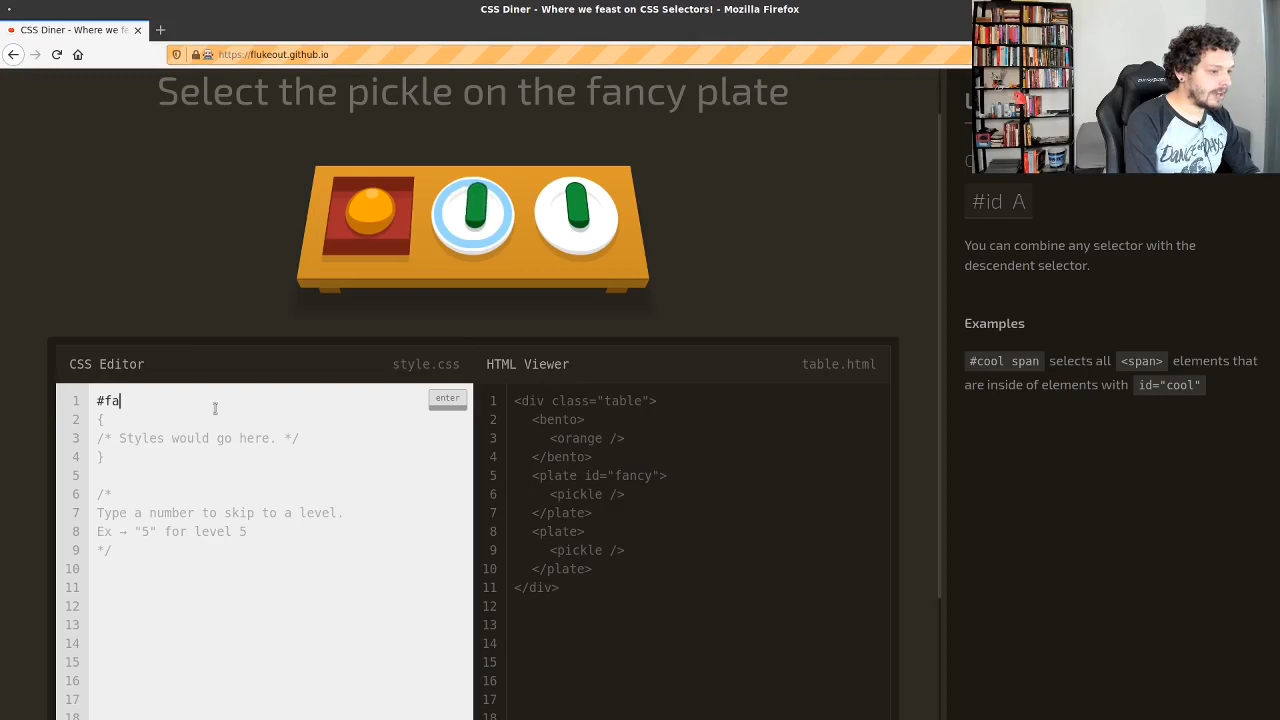 CSS Diner - Where we feast on CSS Selectors! - Mozilla Firefox
CSS Diner - Where we fe
https://flukeout.github.io
Select the pickle on the fancy plate
CSS Editor
style.css
HTML Viewer
table.html
1 #fa
enter
2 {
3 /* Styles would go here. */
4 }
5
6 /*
7 Type a number to skip to a level.
8 Ex → "5" for level 5
9 */
10
11
12
13
14
15
16
17
18
1 <div class="table">
2 <bento>
3 <orange />
4 </bento>
5 <plate id="fancy">
6 <pickle />
7 </plate>
8 <plate>
9 <pickle />
10 </plate>
11 </div>
12
13
14
15
16
17
18
#id A
You can combine any selector with the
descendent selector.
Examples
#cool span selects all <span> elements that
are inside of elements with id="cool"